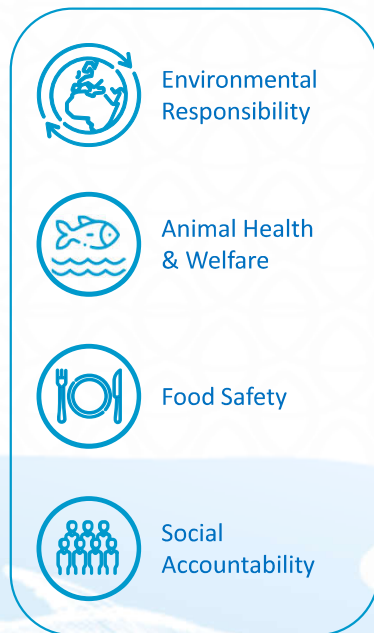 Environmental
Responsibility
Animal Health
& Welfare
Food Safety
Social
Accountability